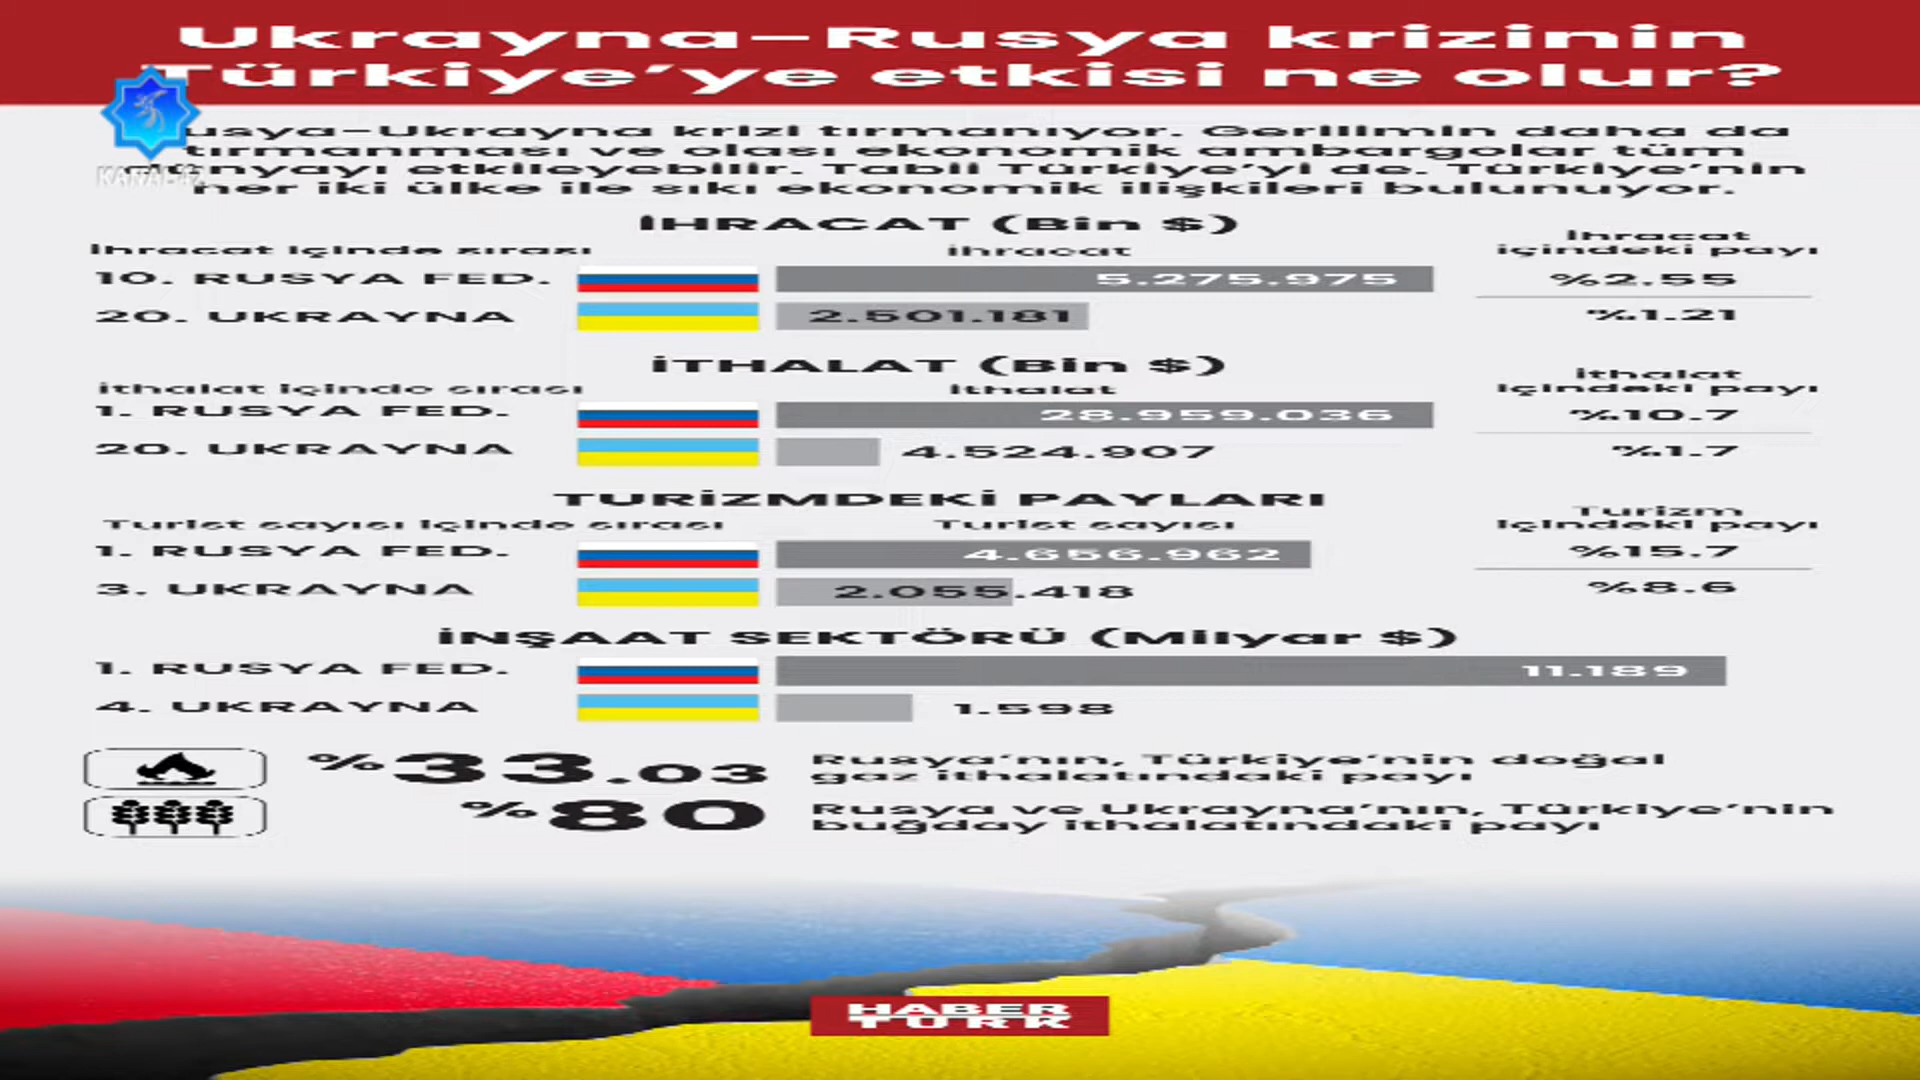 Ukrayna-Rusya krizinin
Türkiye'ye etkisi ne olur?
usya-Ukrayna krizi tırmanıyor. Gerilimin daha da
tırmanması ve olası ekonomik ambargolar tüm
nyayı etkileyebilir. Tabii Türkiye'yi de. Türkiye'nin
her iki ülke ile sıkı ekonomik ilişkileri bulunuyor.
KANAL
İHRACAT (Bin $)
İhracat içinde sırası İhracat İhracat içindeki payı
10. RUSYA FED. 5.275.975 %2.55
20. UKRAYNA 2.501.181 %1.21
İTHALAT (Bin $)
İthalat içinde sırası İthalat İthalat içindeki payı
1. RUSYA FED. 28.959.036 %10.7
20. UKRAYNA 4.524.907 %1.7
TURİZMDEKİ PAYLARI
Turist sayısı içinde sırası Turist sayısı Turizm içindeki payı
1. RUSYA FED. 4.656.962 %15.7
3. UKRAYNA 2.055.418 %8.6
İNŞAAT SEKTÖRÜ (Milyar $)
1. RUSYA FED. 11.189
4. UKRAYNA 1.598
%33.03 Rusya'nın, Türkiye'nin doğal
gaz ithalatındaki payı
%80 Rusya ve Ukrayna'nın, Türkiye'nin
buğday ithalatındaki payı
HABER
TÜRK